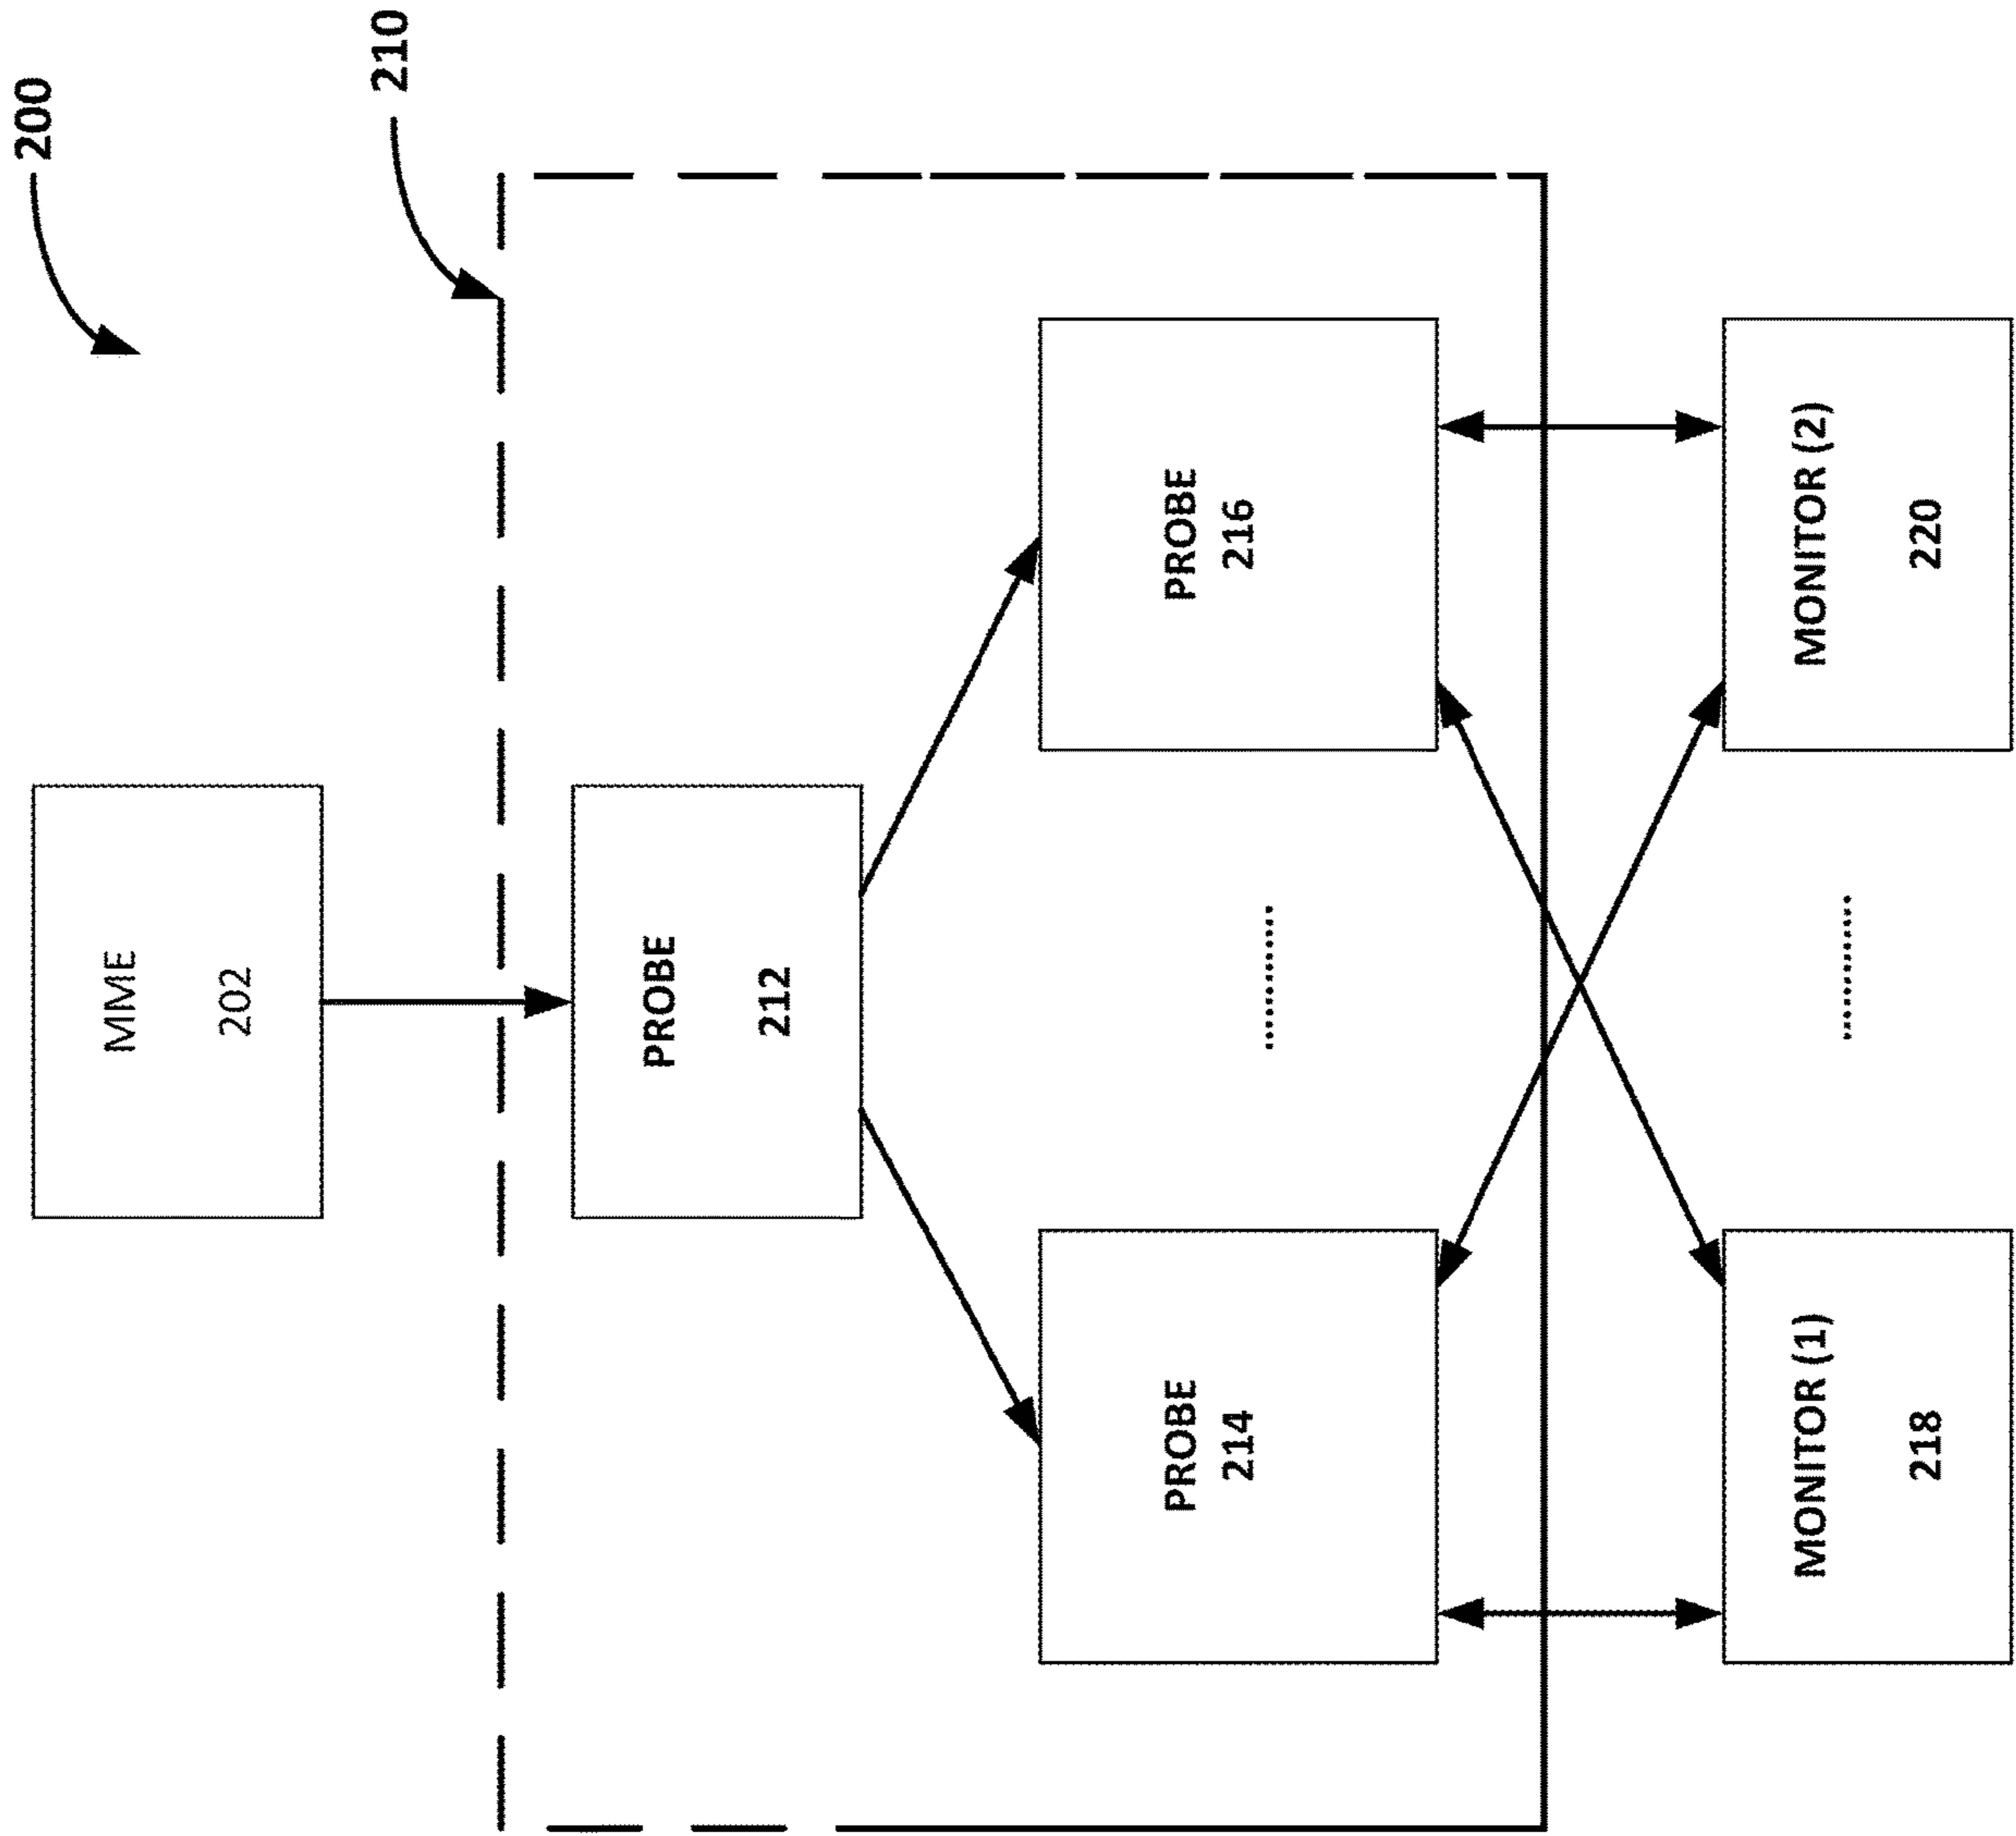 200
210
MME
202
PROBE
212
PROBE
214
PROBE
216
MONITOR (1)
218
MONITOR (2)
220